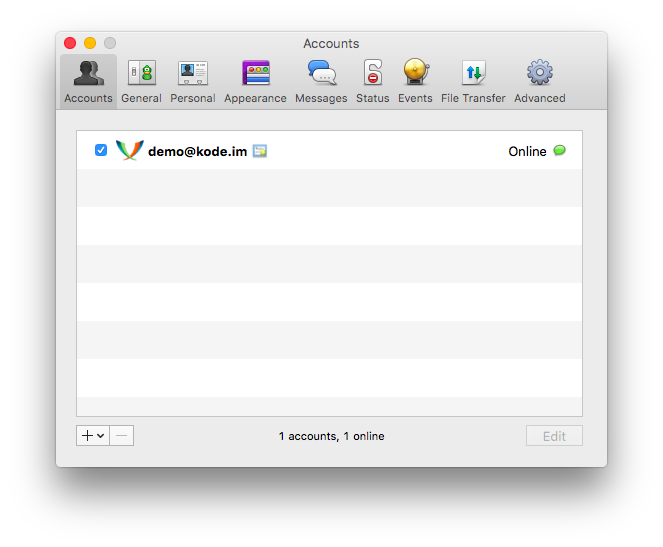 Accounts
Accounts General Personal Appearance Messages Status Events File Transfer Advanced
demo@kode.im Online
1 accounts, 1 online
Edit